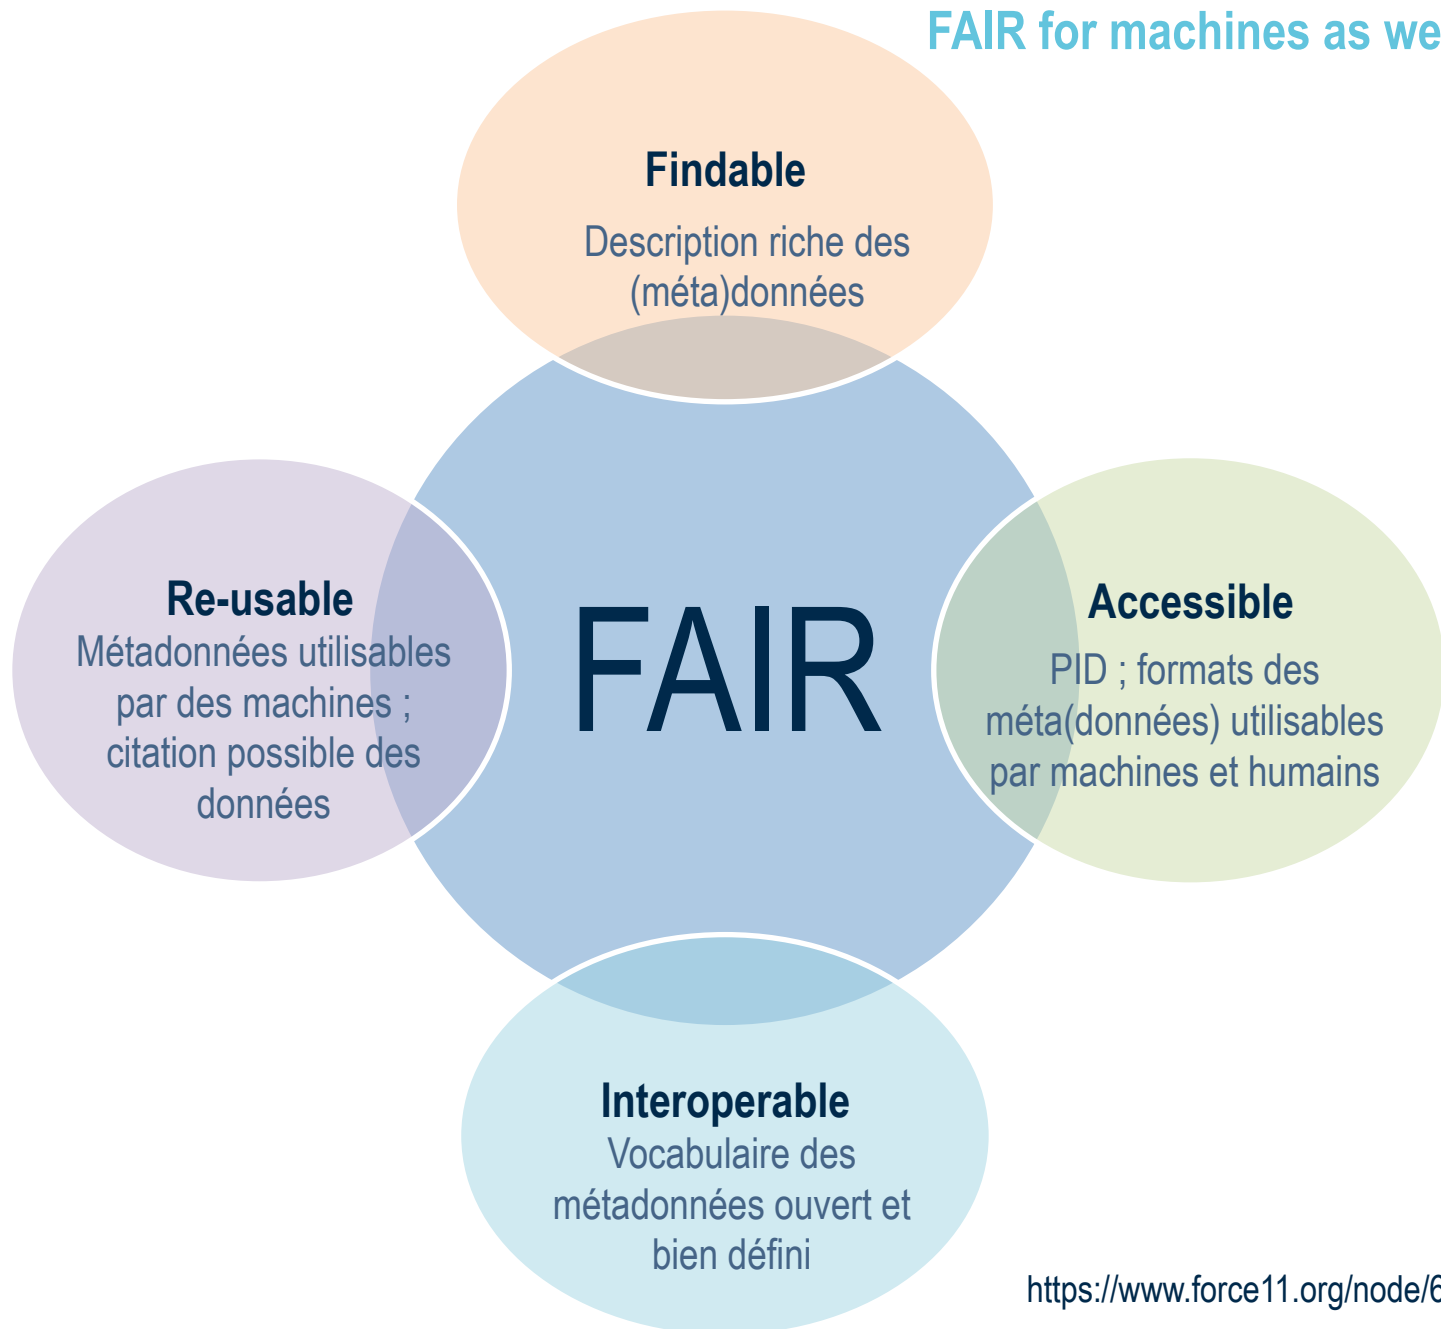 FAIR for machines as we
Findable
Description riche des
(méta)données
Re-usable
Métadonnées utilisables
par des machines ;
citation possible des
données
FAIR
Accessible
PID ; formats des
méta(données) utilisables
par machines et humains
Interoperable
Vocabulaire des
métadonnées ouvert et
bien défini
https://www.force11.org/node/6